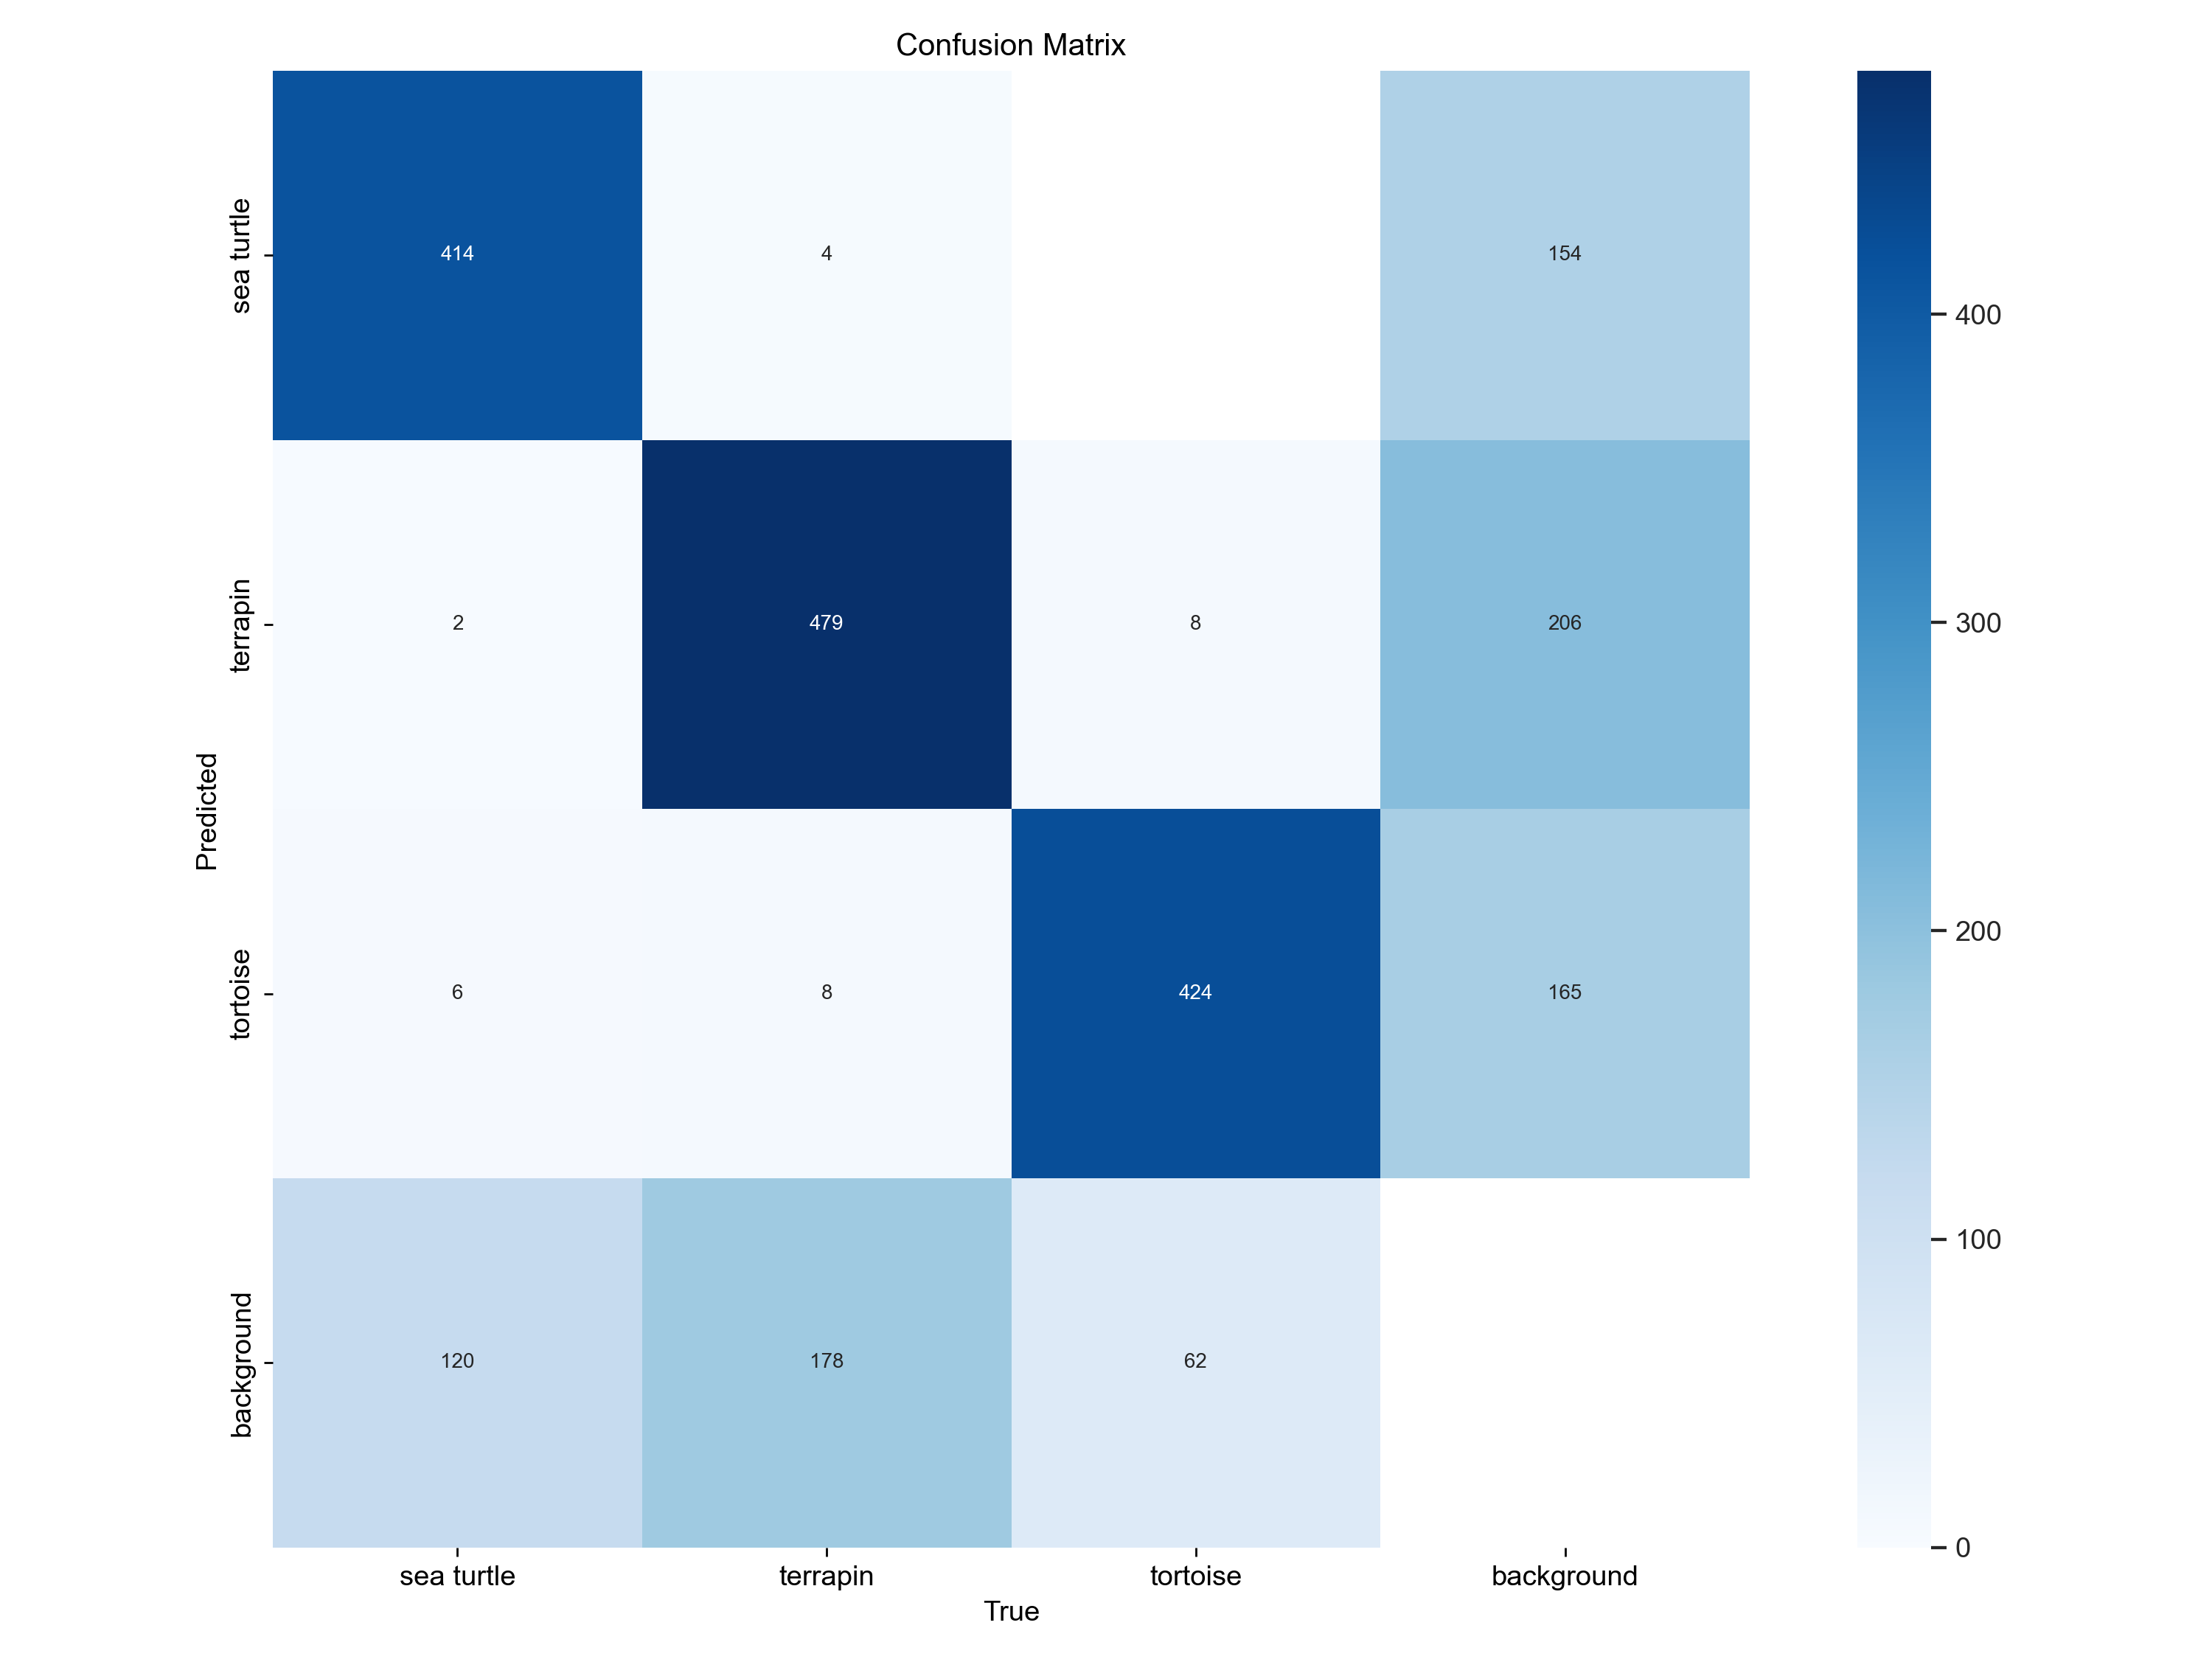 Confusion Matrix
sea turtle
414
4
154
400
terrapin
2
479
8
206
300
Predicted
tortoise
6
8
424
165
200
background
120
178
62
100
0
sea turtle
terrapin
tortoise
background
True